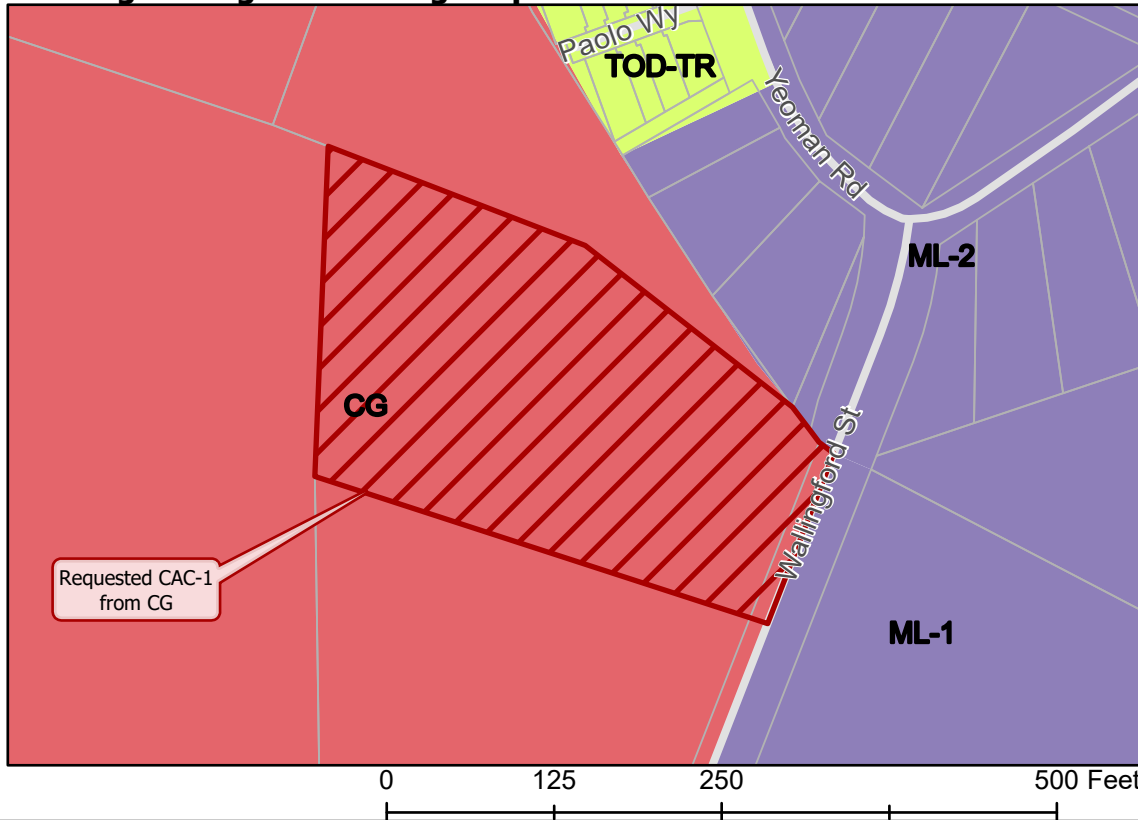 Paolo Wy
TOD-TR
Yeoman Rd
ML-2
CG
Wallingford St
Requested CAC-1
from CG
ML-1
0 125 250 500 Feet